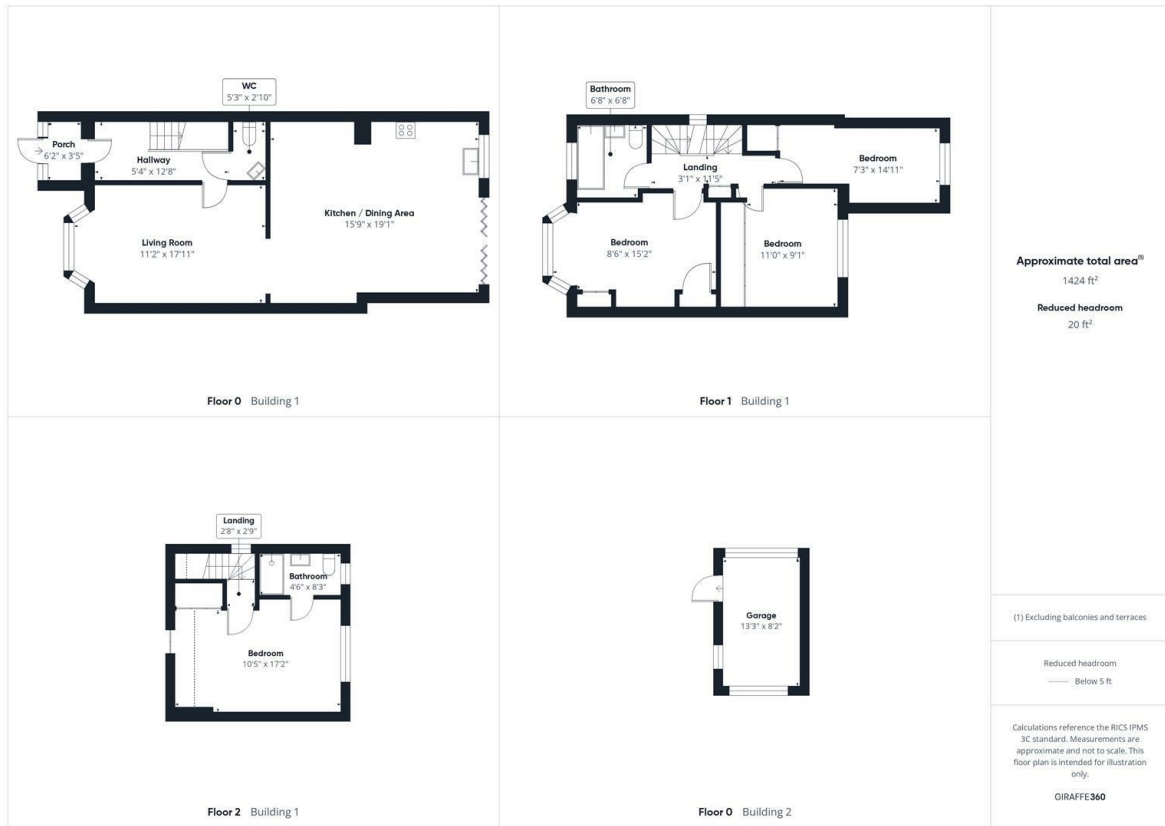 WC
5'3" x 2'10"
Porch
6'2" x 3'5"
Hallway
5'4" x 12'8"
Kitchen / Dining Area
15'9" x 19'1"
Living Room
11'2" x 17'11"
Floor 0 Building 1
Bathroom
6'8" x 6'8"
Landing
3'1" x 11'5"
Bedroom
7'3" x 14'11"
Bedroom
8'6" x 15'2"
Bedroom
11'0" x 9'1"
Floor 1 Building 1
Landing
2'8" x 2'9"
Bathroom
4'6" x 8'3"
Bedroom
10'5" x 17'2"
Floor 2 Building 1
Garage
13'3" x 8'2"
Floor 0 Building 2
Approximate total area(1)
1424 ft²
Reduced headroom
20 ft²
(1) Excluding balconies and terraces
Reduced headroom
Below 5 ft
Calculations reference the RICS IPMS
3C standard. Measurements are
approximate and not to scale. This
floor plan is intended for illustration
only.
GIRAFFE360